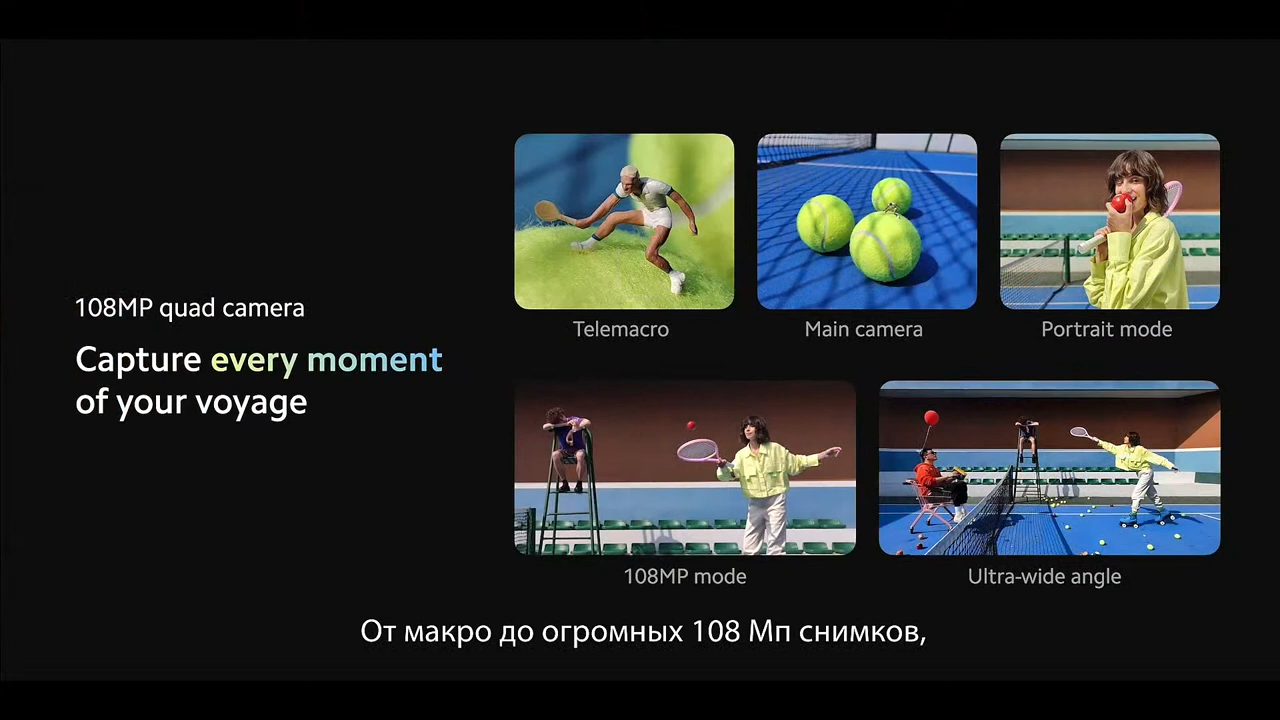 108MP quad camera
Capture every moment
of your voyage
Telemacro
Main camera
Portrait mode
108MP mode
Ultra-wide angle
От макро до огромных 108 Мп снимков,